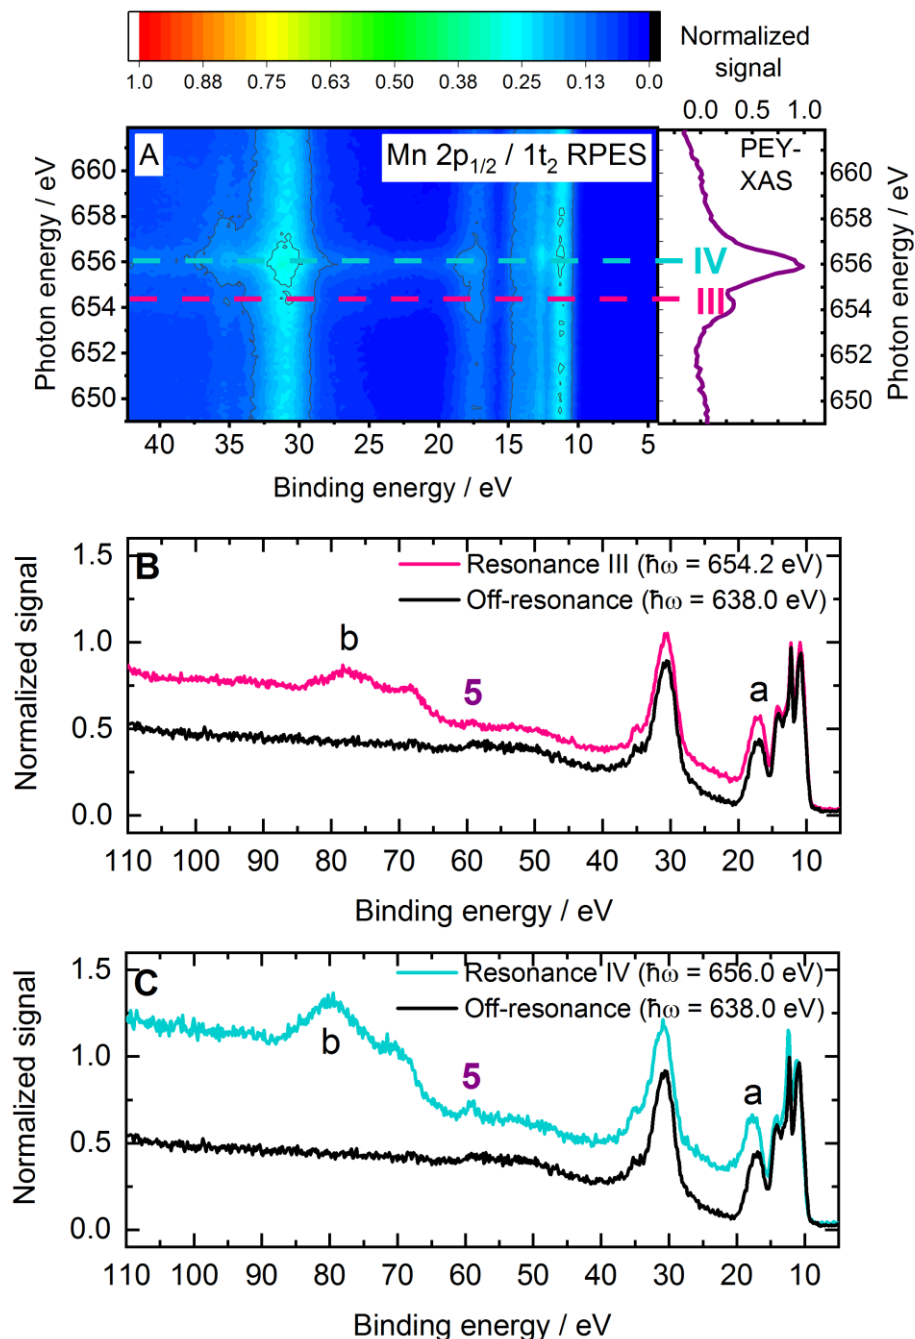 Normalized
signal
1.0 0.88 0.75 0.63 0.50 0.38 0.25 0.13 0.0
0.0 0.5 1.0
A
Mn 2p1/2 / 1t2 RPES
PEY-
XAS
Photon energy / eV
660
658
656
654
652
650
IV
III
660
658
656
654
652
650
Photon energy / eV
40 35 30 25 20 15 10 5
Binding energy / eV
B
Resonance III (ħω = 654.2 eV)
Off-resonance (ħω = 638.0 eV)
Normalized signal
1.5
1.0
0.5
0.0
b
5
a
110 100 90 80 70 60 50 40 30 20 10
Binding energy / eV
C
Resonance IV (ħω = 656.0 eV)
Off-resonance (ħω = 638.0 eV)
Normalized signal
1.5
1.0
0.5
0.0
b
5
a
110 100 90 80 70 60 50 40 30 20 10
Binding energy / eV